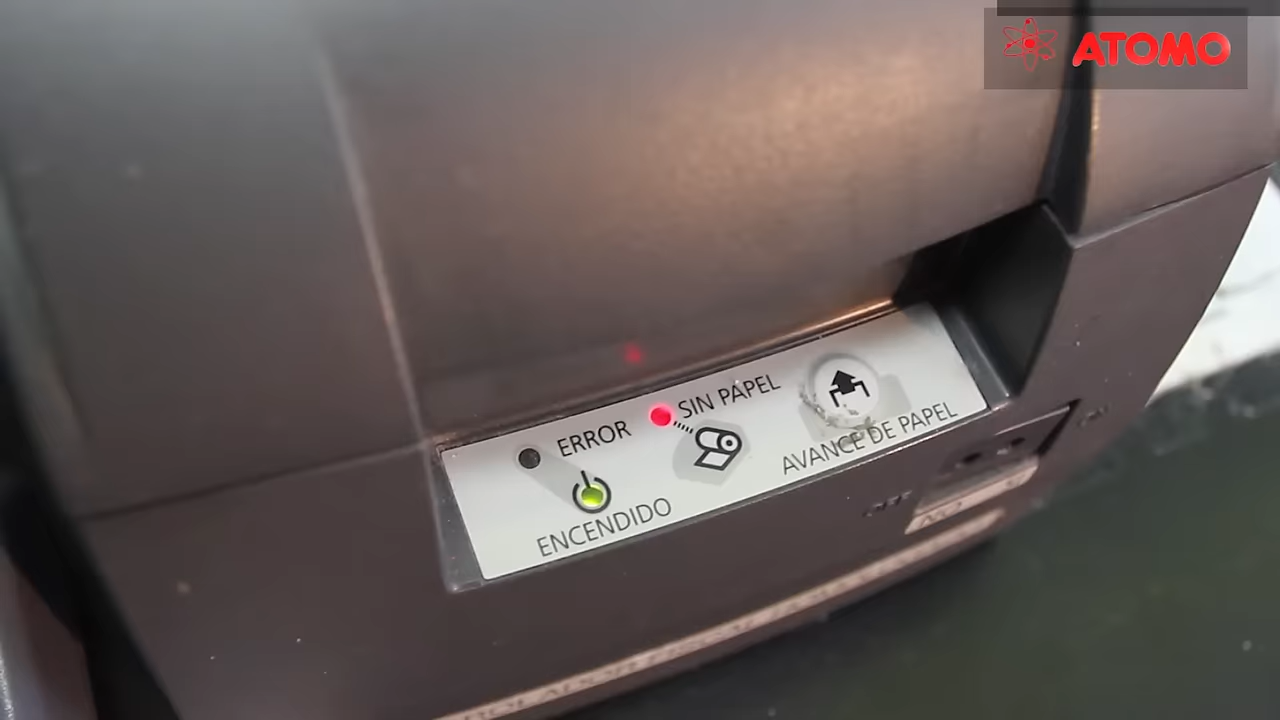 ATOMO
ERROR
SIN PAPEL
ENCENDIDO
AVANCE DE PAPEL